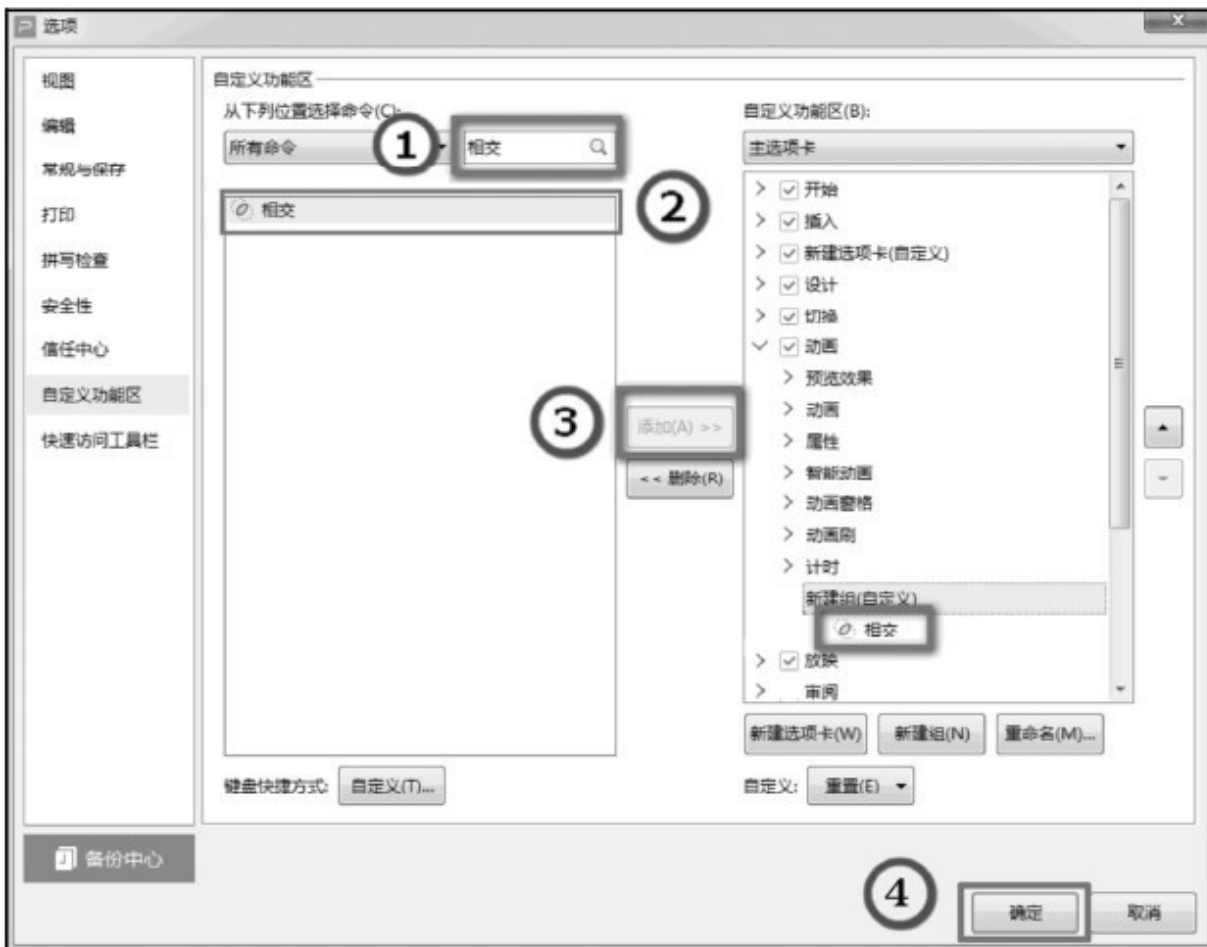 选项
视图
编辑
常规与保存
打印
拼写检查
安全性
信任中心
自定义功能区
快速访问工具栏
备份中心
自定义功能区
从下列位置选择命令(C):
所有命令
①
相交
相交
②
③
添加(A) >>
<< 删除(R)
键盘快捷方式:
自定义(T)...
自定义功能区(B):
主选项卡
开始
插入
新建选项卡(自定义)
设计
切换
动画
预览效果
动画
属性
智能动画
动画窗格
动画刷
计时
新建组(自定义)
相交
放映
审阅
新建选项卡(W)
新建组(N)
重命名(M)...
自定义:
重置(E)
④
确定
取消